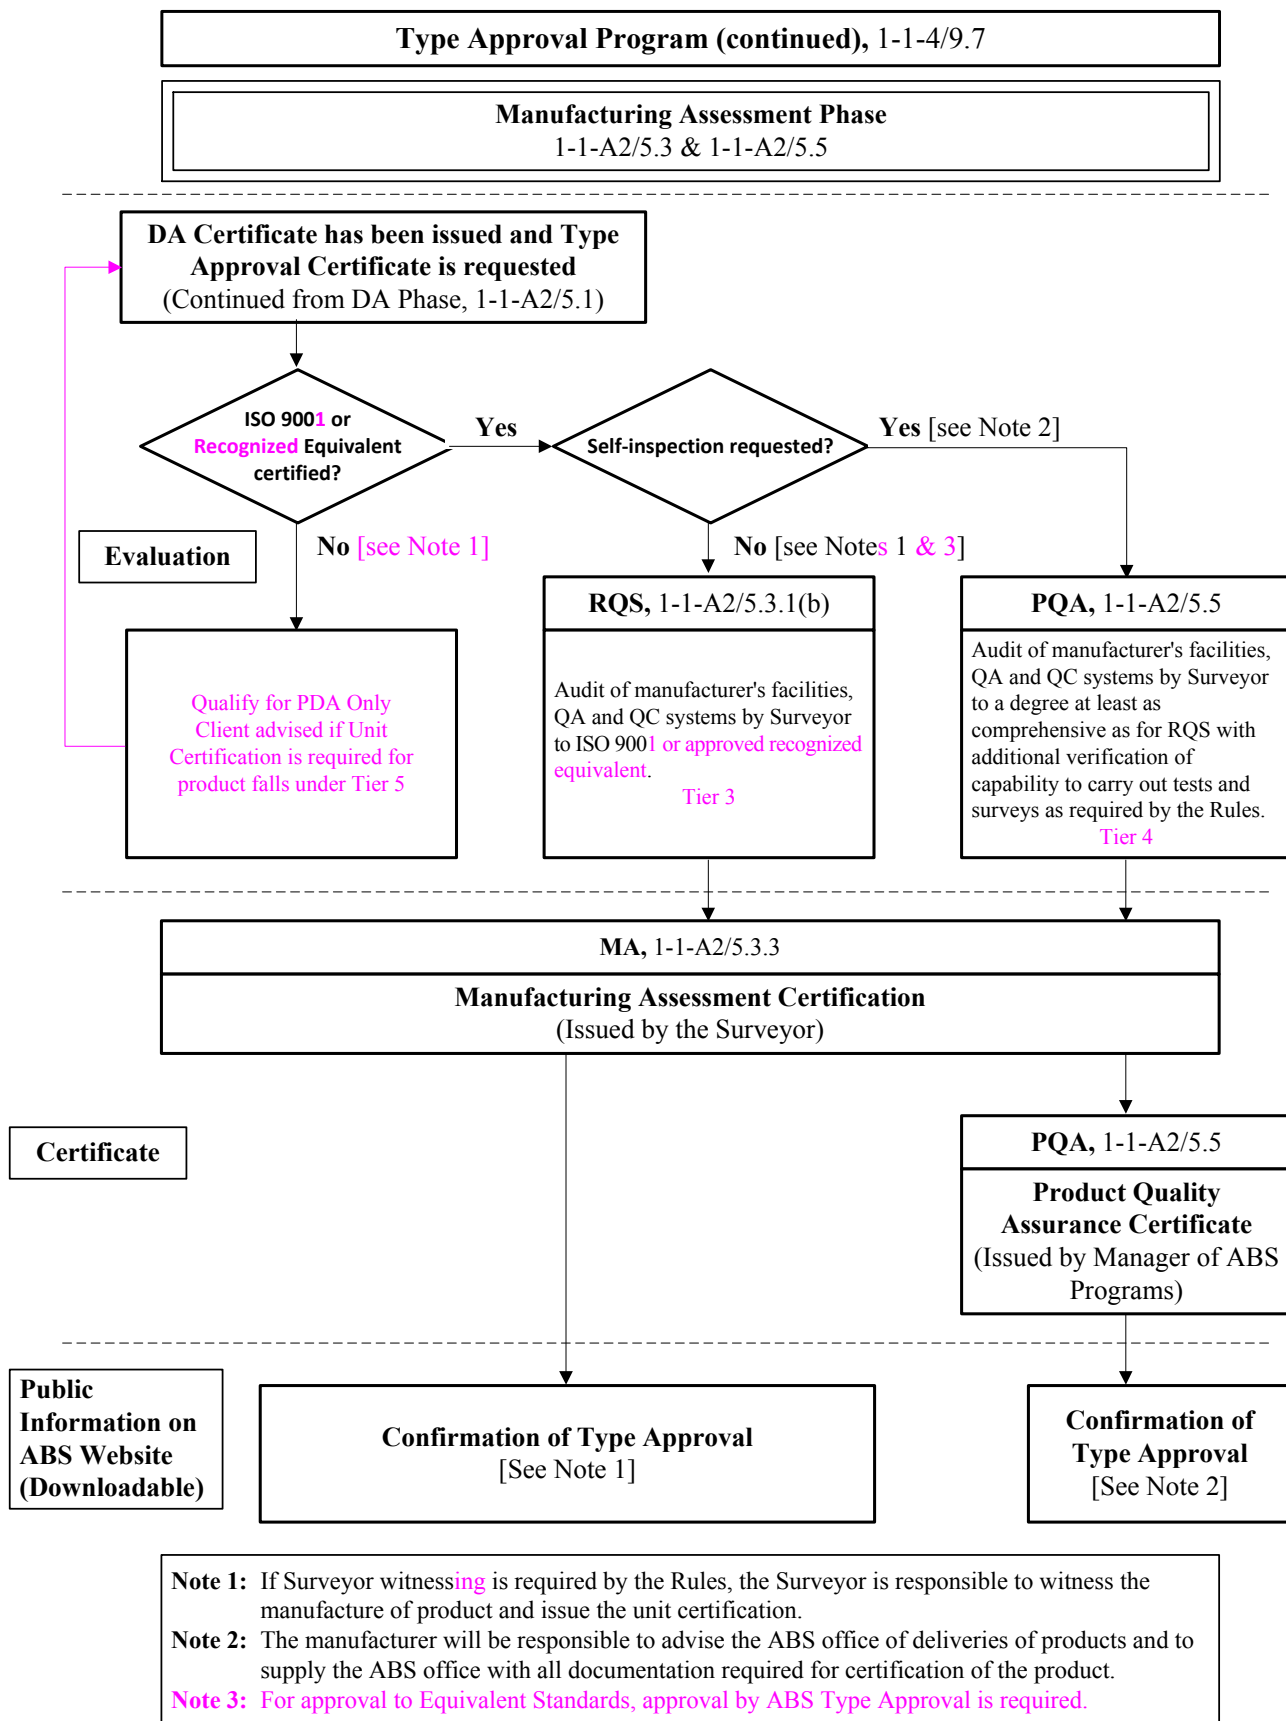 Type Approval Program (continued), 1-1-4/9.7
Manufacturing Assessment Phase
1-1-A2/5.3 & 1-1-A2/5.5
DA Certificate has been issued and Type
Approval Certificate is requested
(Continued from DA Phase, 1-1-A2/5.1)
ISO 9001 or
Recognized Equivalent
certified?
Yes
Self-inspection requested?
Yes [see Note 2]
Evaluation
No [see Note 1]
No [see Notes 1 & 3]
Qualify for PDA Only
Client advised if Unit
Certification is required for
product falls under Tier 5
RQS, 1-1-A2/5.3.1(b)
Audit of manufacturer's facilities,
QA and QC systems by Surveyor
to ISO 9001 or approved recognized
equivalent.
Tier 3
PQA, 1-1-A2/5.5
Audit of manufacturer's facilities,
QA and QC systems by Surveyor
to a degree at least as
comprehensive as for RQS with
additional verification of
capability to carry out tests and
surveys as required by the Rules.
Tier 4
MA, 1-1-A2/5.3.3
Manufacturing Assessment Certification
(Issued by the Surveyor)
Certificate
PQA, 1-1-A2/5.5
Product Quality
Assurance Certificate
(Issued by Manager of ABS
Programs)
Public
Information on
ABS Website
(Downloadable)
Confirmation of Type Approval
[See Note 1]
Confirmation of
Type Approval
[See Note 2]
Note 1: If Surveyor witnessing is required by the Rules, the Surveyor is responsible to witness the
manufacture of product and issue the unit certification.
Note 2: The manufacturer will be responsible to advise the ABS office of deliveries of products and to
supply the ABS office with all documentation required for certification of the product.
Note 3: For approval to Equivalent Standards, approval by ABS Type Approval is required.